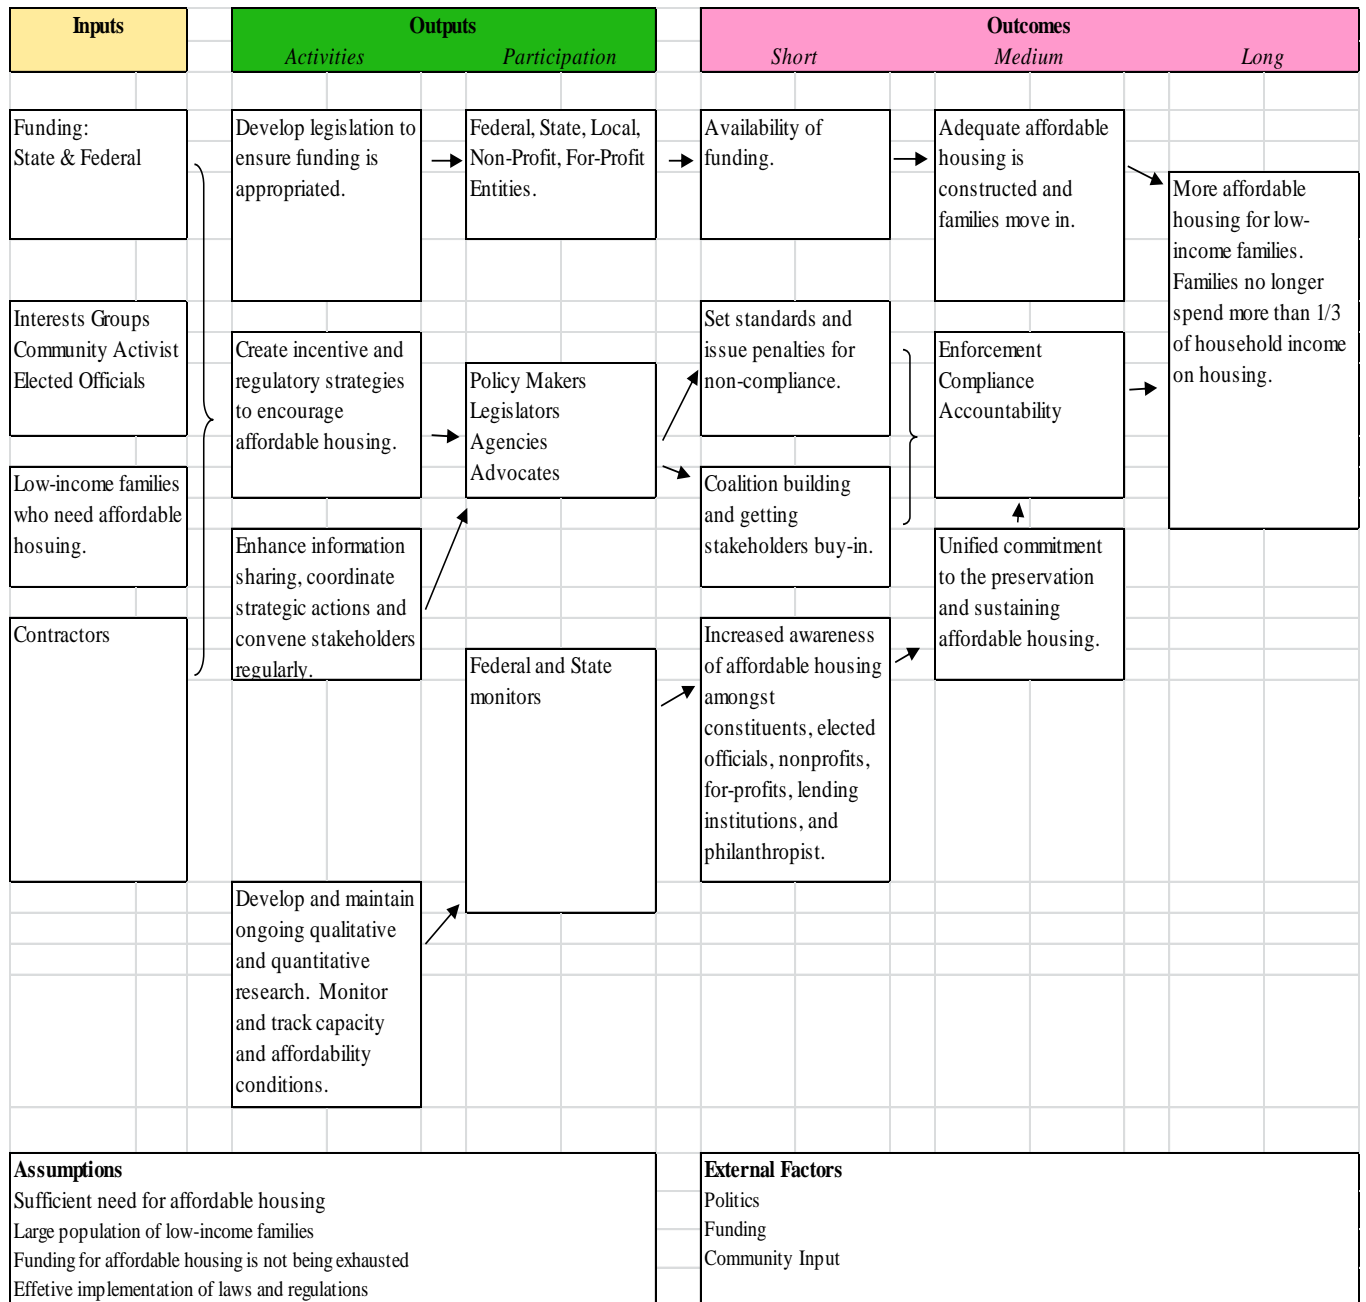 Inputs
Outputs
Outcomes
Activities
Participation
Short
Medium
Long
Funding:
State & Federal
Interests Groups
Community Activist
Elected Officials
Low-income families
who need affordable
hosuing.
Contractors
Develop legislation to
ensure funding is
appropriated.
Create incentive and
regulatory strategies
to encourage
affordable housing.
Enhance information
sharing, coordinate
strategic actions and
convene stakeholders
regularly.
Develop and maintain
ongoing qualitative
and quantitative
research.  Monitor
and track capacity
and affordability
conditions.
Federal, State, Local,
Non-Profit, For-Profit
Entities.
Policy Makers
Legislators
Agencies
Advocates
Federal and State
monitors
Availability of
funding.
Set standards and
issue penalties for
non-compliance.
Coalition building
and getting
stakeholders buy-in.
Increased awareness
of affordable housing
amongst
constituents, elected
officials, nonprofits,
for-profits, lending
institutions, and
philanthropist.
Adequate affordable
housing is
constructed and
families move in.
Enforcement
Compliance
Accountability
Unified commitment
to the preservation
and sustaining
affordable housing.
More affordable
housing for low-
income families.
Families no longer
spend more than 1/3
of household income
on housing.
Assumptions
Sufficient need for affordable housing
Large population of low-income families
Funding for affordable housing is not being exhausted
Effetive implementation of laws and regulations
External Factors
Politics
Funding
Community Input